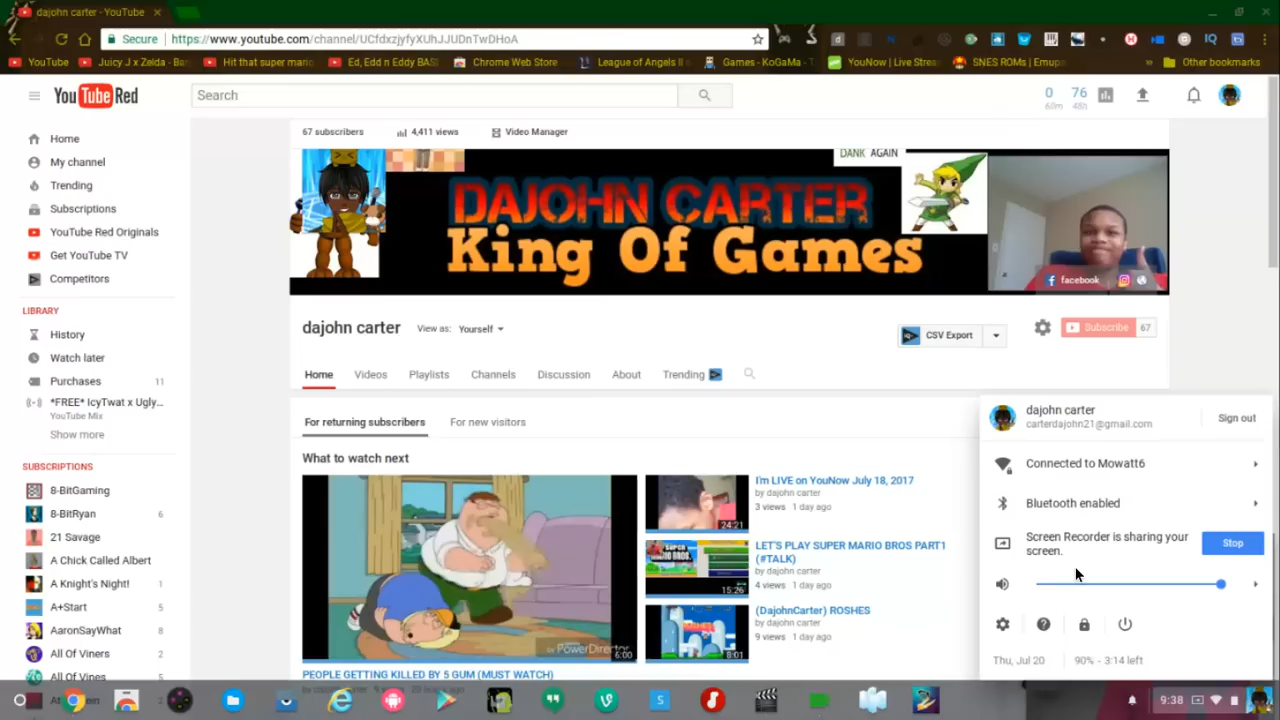 dajohn carter - YouTube
Secure
https://www.youtube.com/channel/UCfdxzjyfyXUhJJUDnTwDHoA
YouTube
Juicy J x Zelda - Ba
Hit that super mario
Ed, Edd n Eddy BAS
Chrome Web Store
League of Angels II
Games - KoGaMa - T
YouNow | Live Strea
SNES ROMs | Emup
» Other bookmarks
YouTube Red
Search
0 76
60m 48h
Home
My channel
Trending
Subscriptions
YouTube Red Originals
Get YouTube TV
Competitors
LIBRARY
History
Watch later
Purchases 11
*FREE* IcyTwat x Ugly...
YouTube Mix
Show more
SUBSCRIPTIONS
8-BitGaming
8-BitRyan 6
21 Savage
A Chick Called Albert
A Knight's Night! 1
A+Start 5
AaronSayWhat 8
All Of Viners 2
All Of Vines 5
67 subscribers
4,411 views
Video Manager
DANK AGAIN
DAJOHN CARTER
King Of Games
facebook
dajohn carter
View as: Yourself
CSV Export
Subscribe 67
Home
Videos
Playlists
Channels
Discussion
About
Trending
For returning subscribers
For new visitors
What to watch next
PowerDirector
6:00
PEOPLE GETTING KILLED BY 5 GUM (MUST WATCH)
24:21
I'm LIVE on YouNow July 18, 2017
by dajohn carter
3 views 1 day ago
15:26
LET'S PLAY SUPER MARIO BROS PART1
(#TALK)
by dajohn carter
4 views 1 day ago
8:01
(DajohnCarter) ROSHES
by dajohn carter
9 views 1 day ago
dajohn carter
carterdajohn21@gmail.com
Sign out
Connected to Mowatt6
Bluetooth enabled
Screen Recorder is sharing your
screen.
Stop
Thu, Jul 20
90% - 3:14 left
9:38